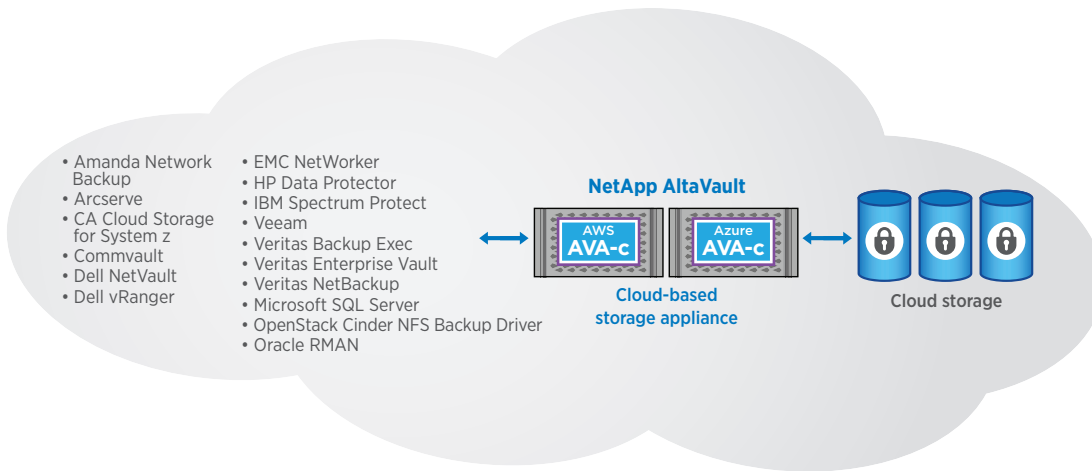 • Amanda Network
Backup
• Arcserve
• CA Cloud Storage
for System z
• Commvault
• Dell NetVault
• Dell vRanger
• EMC NetWorker
• HP Data Protector
• IBM Spectrum Protect
• Veeam
• Veritas Backup Exec
• Veritas Enterprise Vault
• Veritas NetBackup
• Microsoft SQL Server
• OpenStack Cinder NFS Backup Driver
• Oracle RMAN
NetApp AltaVault
AWS
AVA-c
Azure
AVA-c
Cloud-based
storage appliance
Cloud storage